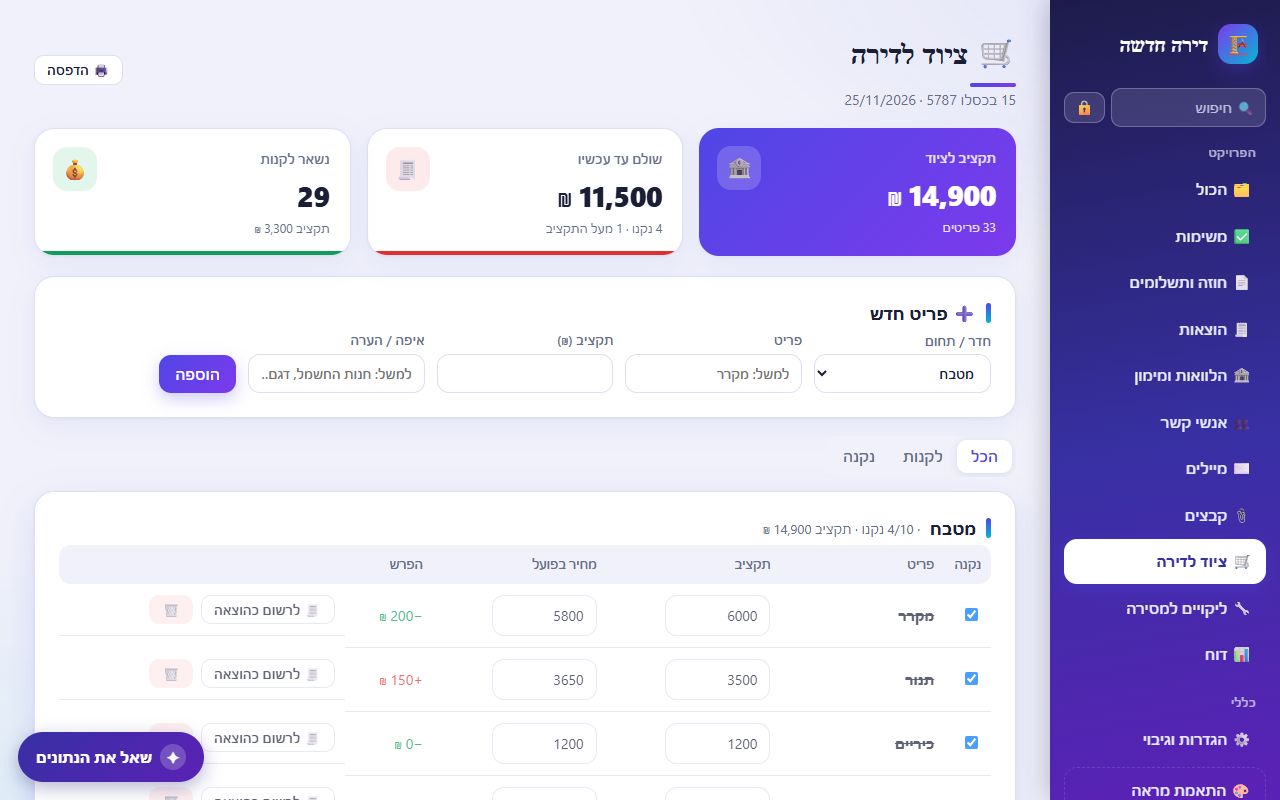 דירה חדשה
חיפוש
הפרויקט
הכול
משימות
חוזה ותשלומים
הוצאות
הלוואות ומימון
אנשי קשר
מיילים
קבצים
ציוד לדירה
ליקויים למסירה
דוח
כללי
הגדרות וגיבוי
התאמת מראה
ציוד לדירה
15 בכסלו 5787 · 25/11/2026
הדפסה
תקציב לציוד
14,900 ₪
33 פריטים
שולם עד עכשיו
11,500 ₪
4 נקנו · 1 מעל התקציב
נשאר לקנות
29
תקציב 3,300 ₪
פריט חדש
חדר / תחום
פריט
תקציב (₪)
איפה / הערה
מטבח
למשל: מקרר
למשל: חנות החשמל, דגם..
הוספה
הכל
לקנות
נקנה
מטבח · 4/10 נקנו · תקציב 14,900 ₪
נקנה פריט תקציב מחיר בפועל הפרש
מקרר 6000 5800 −200 ₪ לרשום כהוצאה
תנור 3500 3650 +150 ₪ לרשום כהוצאה
כיריים 1200 1200 −0 ₪ לרשום כהוצאה
לרשום כהוצאה
שאל את הנתונים